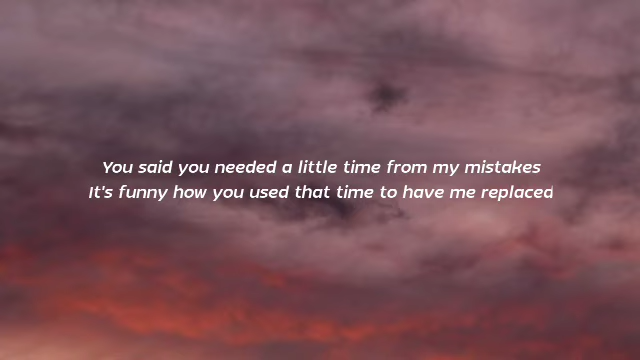 You said you needed a little time from my mistakes
It's funny how you used that time to have me replaced